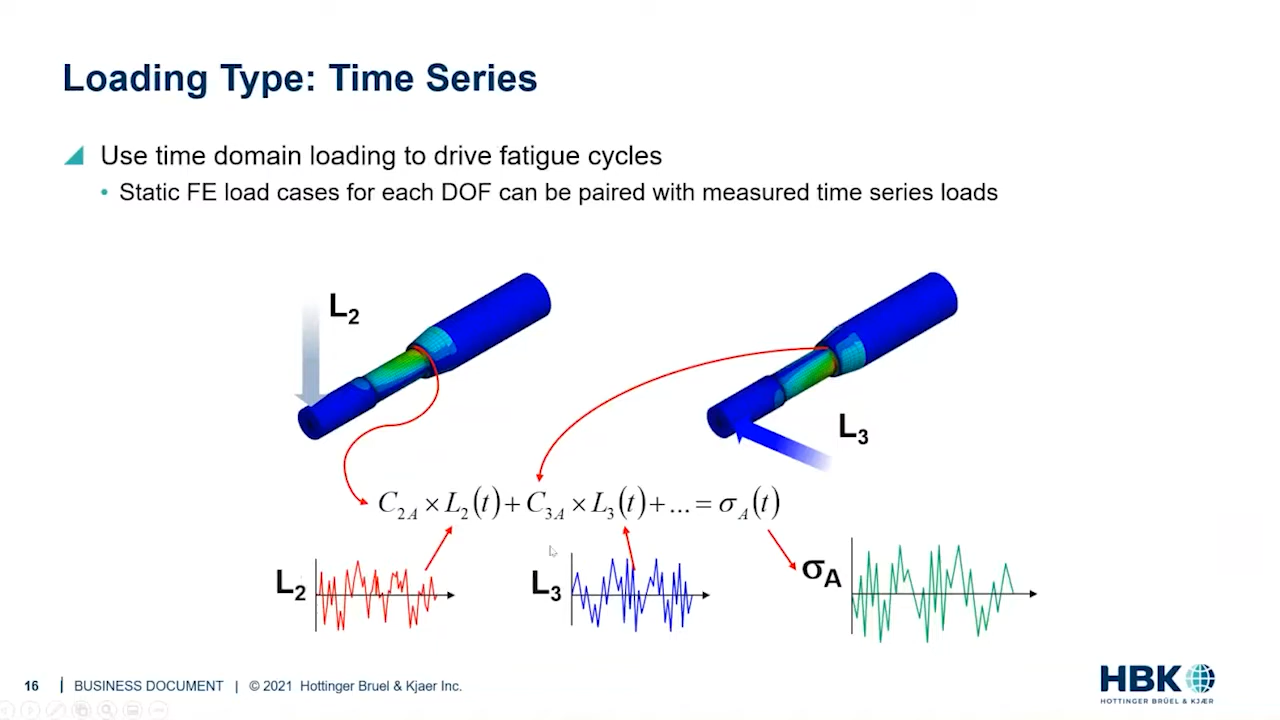 Loading Type: Time Series
Use time domain loading to drive fatigue cycles
• Static FE load cases for each DOF can be paired with measured time series loads
L₂
L₃
C₂A × L₂(t) + C₃A × L₃(t) + ... = σA(t)
L₂
L₃
σA
16 | BUSINESS DOCUMENT | © 2021 Hottinger Bruel & Kjaer Inc.
HBK
HOTTINGER BRÜEL & KJÆR